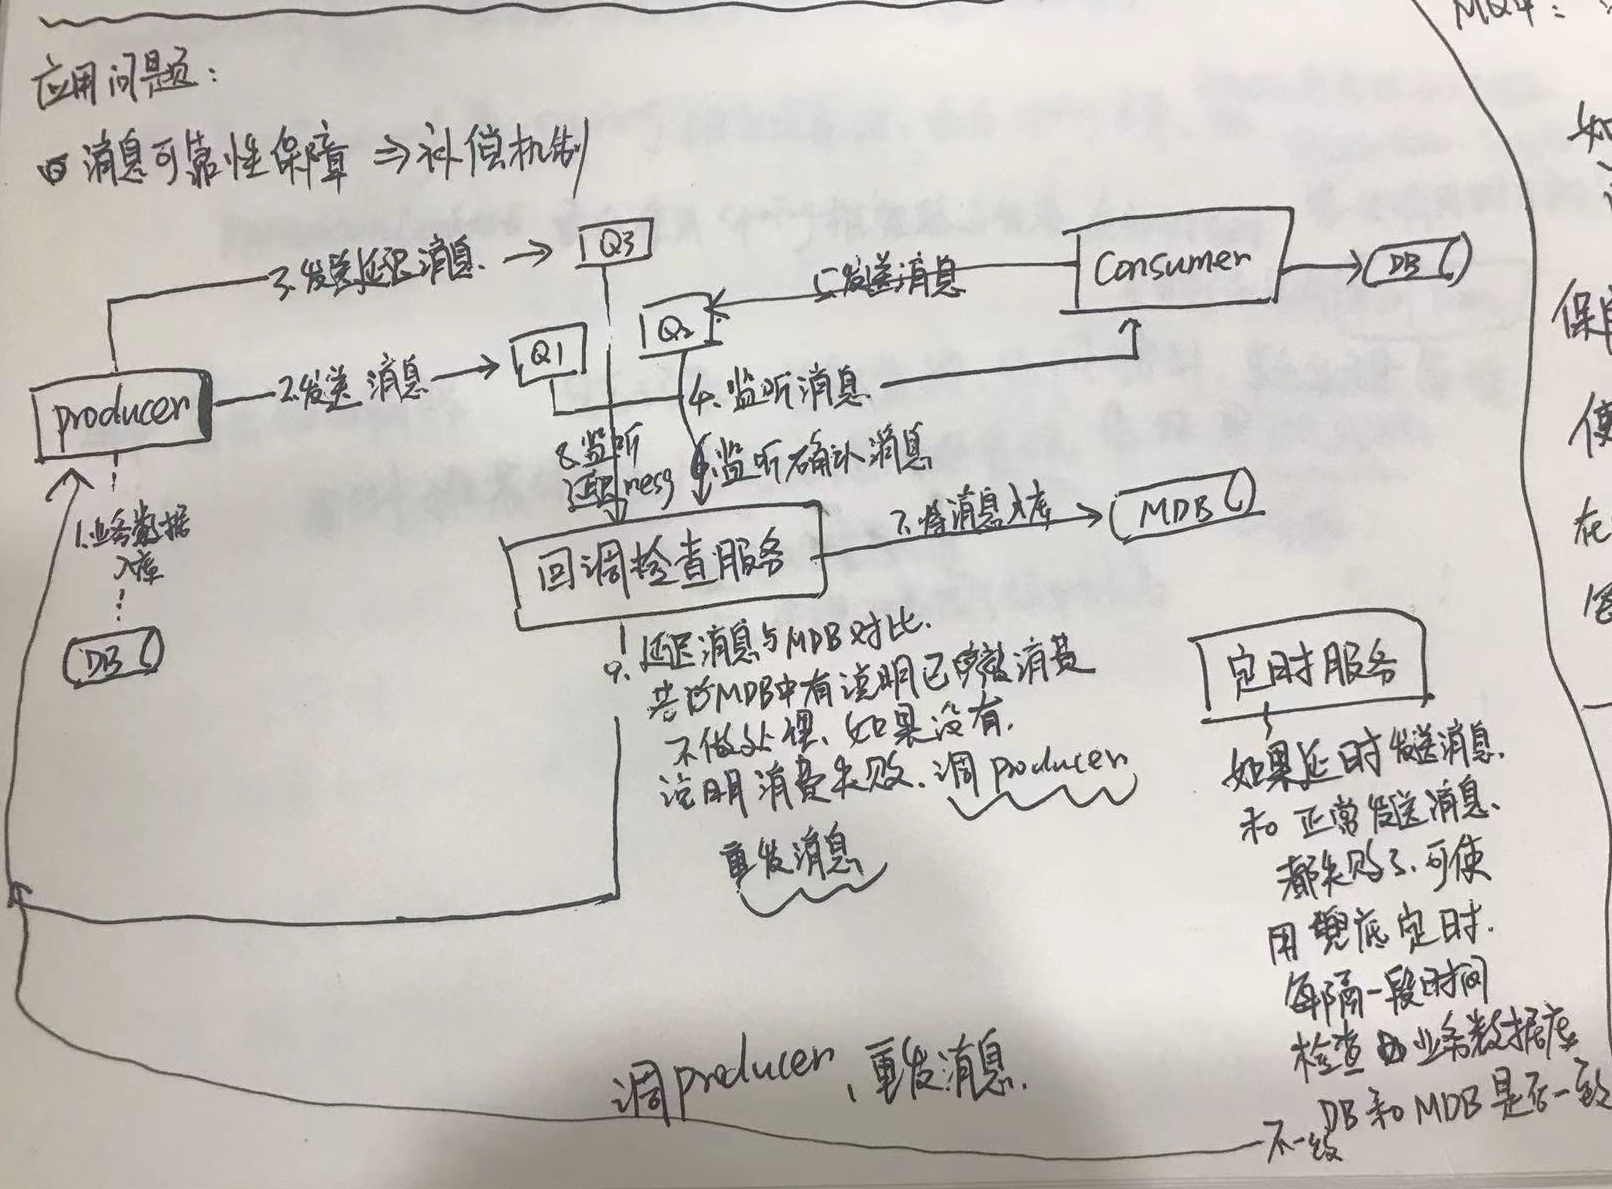 MQ中:
应用问题:
消息可靠性保障 ⇒ 补偿机制
如
3.发送延迟消息
Q3
5.发送消息
Consumer
DB
保
Q2
Q1
producer
2.发送消息
4.监听消息
使
8.监听
延迟mesg
监听确认消息
1.业务数据
入库
7.将消息入库
MDB
在
回调检查服务
DB
9.延迟消息与MDB对比.
若MDB中有说明已被消费
不做处理、如果没有.
说明消费失败.调producer
重发消息
定时服务
如果延时发送消息.
和正常发送消息.
都失败了.可使
用兜底定时.
每隔一段时间
检查业务数据库
DB和MDB是否一致
不一致
调producer、重发消息.